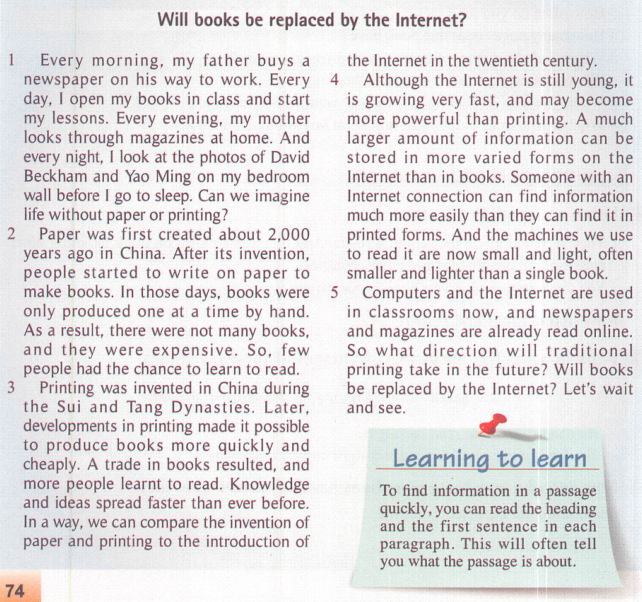 Will books be replaced by the Internet?
1 Every morning, my father buys a
newspaper on his way to work. Every
day, I open my books in class and start
my lessons. Every evening, my mother
looks through magazines at home. And
every night, I look at the photos of David
Beckham and Yao Ming on my bedroom
wall before I go to sleep. Can we imagine
life without paper or printing?
2 Paper was first created about 2,000
years ago in China. After its invention,
people started to write on paper to
make books. In those days, books were
only produced one at a time by hand.
As a result, there were not many books,
and they were expensive. So, few
people had the chance to learn to read.
3 Printing was invented in China during
the Sui and Tang Dynasties. Later,
developments in printing made it possible
to produce books more quickly and
cheaply. A trade in books resulted, and
more people learnt to read. Knowledge
and ideas spread faster than ever before.
In a way, we can compare the invention of
paper and printing to the introduction of
the Internet in the twentieth century.
4 Although the Internet is still young, it
is growing very fast, and may become
more powerful than printing. A much
larger amount of information can be
stored in more varied forms on the
Internet than in books. Someone with an
Internet connection can find information
much more easily than they can find it in
printed forms. And the machines we use
to read it are now small and light, often
smaller and lighter than a single book.
5 Computers and the Internet are used
in classrooms now, and newspapers
and magazines are already read online.
So what direction will traditional
printing take in the future? Will books
be replaced by the Internet? Let's wait
and see.
Learning to learn
To find information in a passage
quickly, you can read the heading
and the first sentence in each
paragraph. This will often tell
you what the passage is about.
74